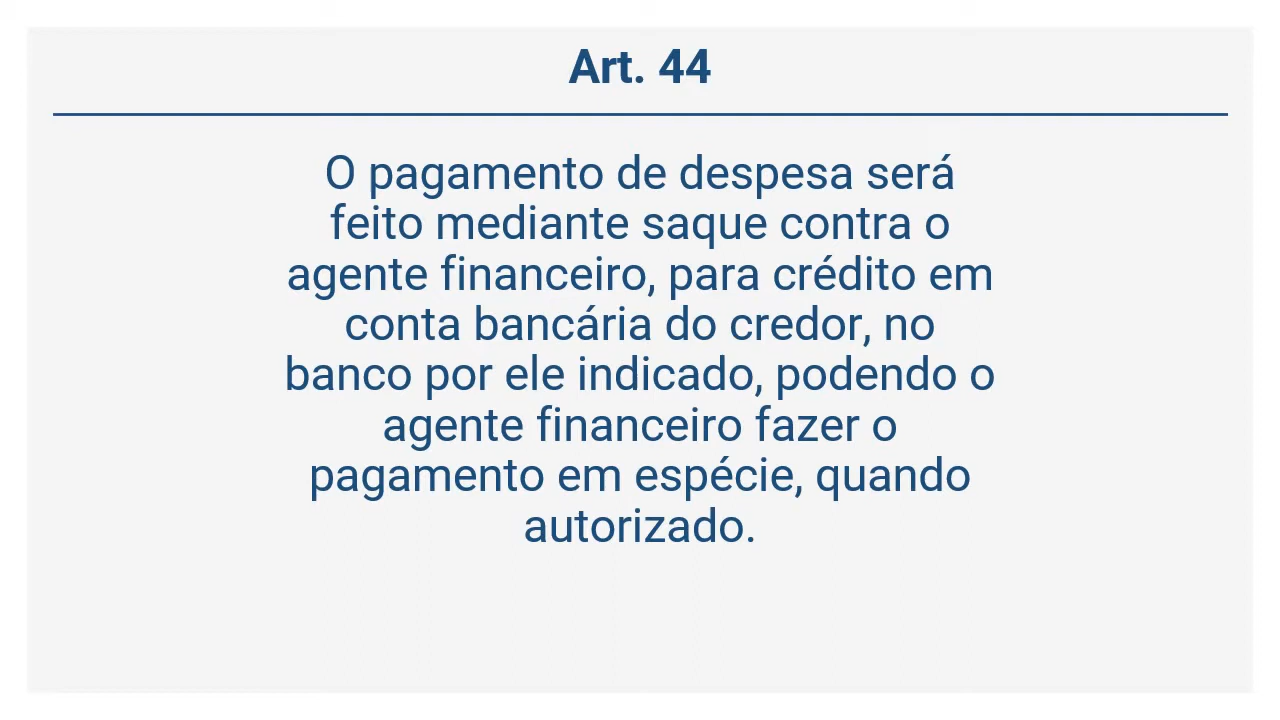 Art. 44
O pagamento de despesa será
feito mediante saque contra o
agente financeiro, para crédito em
conta bancária do credor, no
banco por ele indicado, podendo o
agente financeiro fazer o
pagamento em espécie, quando
autorizado.